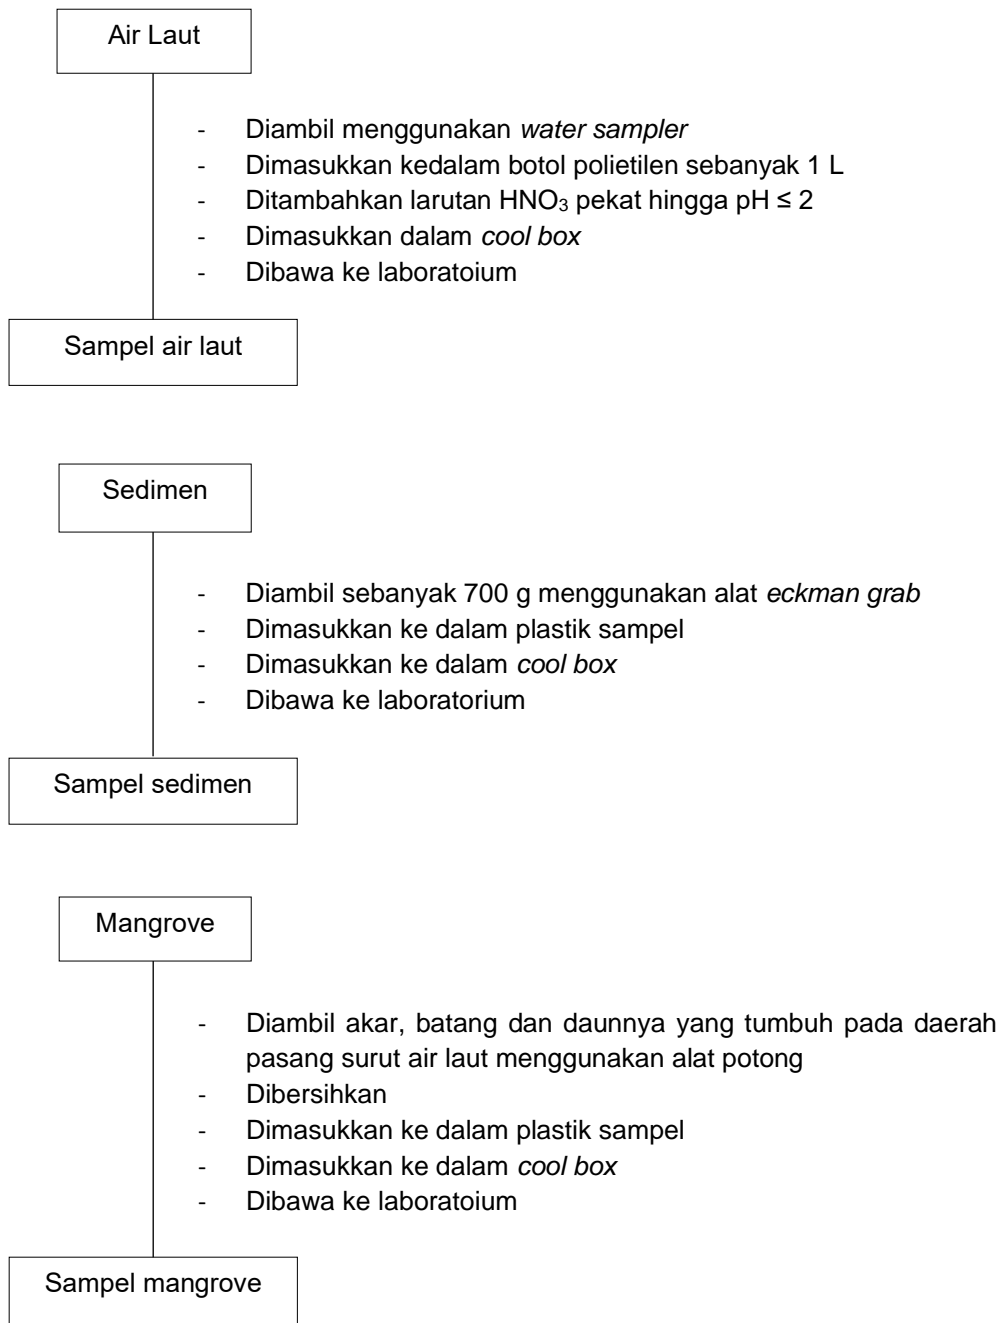 Air Laut
- Diambil menggunakan water sampler
- Dimasukkan kedalam botol polietilen sebanyak 1 L
- Ditambahkan larutan HNO₃ pekat hingga pH ≤ 2
- Dimasukkan dalam cool box
- Dibawa ke laboratoium
Sampel air laut
Sedimen
- Diambil sebanyak 700 g menggunakan alat eckman grab
- Dimasukkan ke dalam plastik sampel
- Dimasukkan ke dalam cool box
- Dibawa ke laboratorium
Sampel sedimen
Mangrove
- Diambil akar, batang dan daunnya yang tumbuh pada daerah
pasang surut air laut menggunakan alat potong
- Dibersihkan
- Dimasukkan ke dalam plastik sampel
- Dimasukkan ke dalam cool box
- Dibawa ke laboratoium
Sampel mangrove